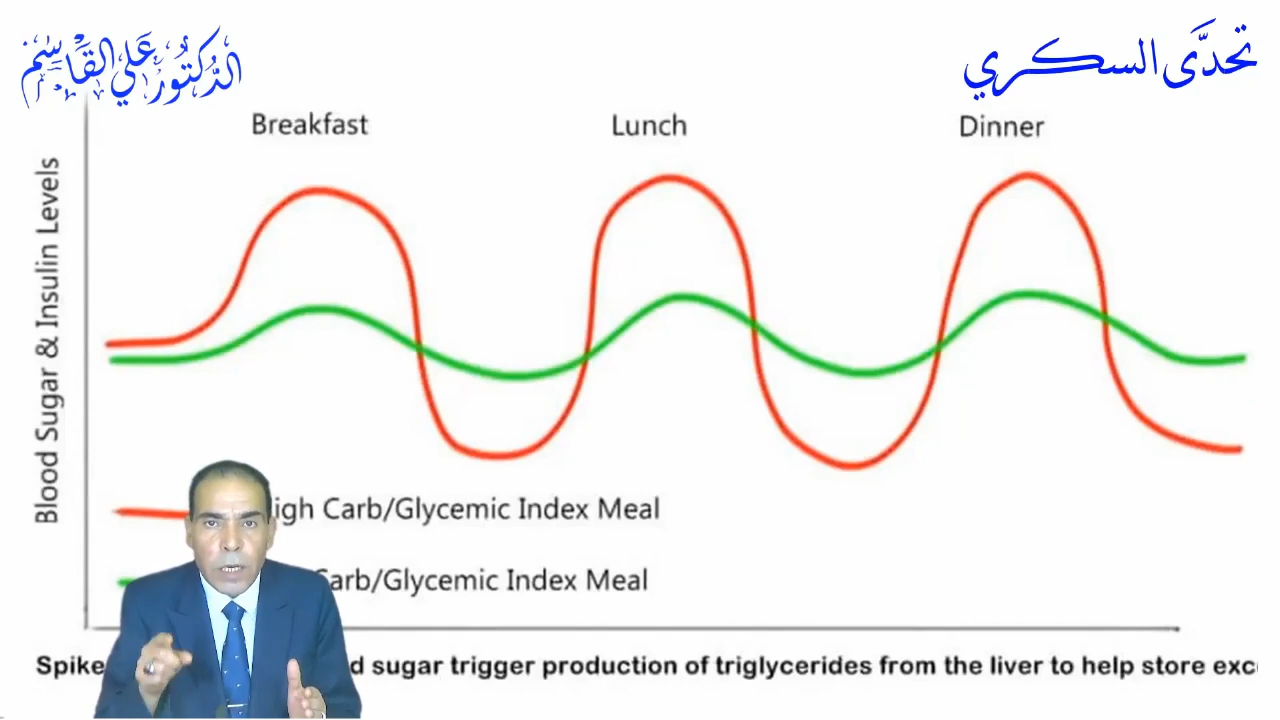 الدكتور علي القاسم
تحدَّى السكري
Breakfast
Lunch
Dinner
Blood Sugar & Insulin Levels
igh Carb/Glycemic Index Meal
Carb/Glycemic Index Meal
Spike d sugar trigger production of triglycerides from the liver to help store exc